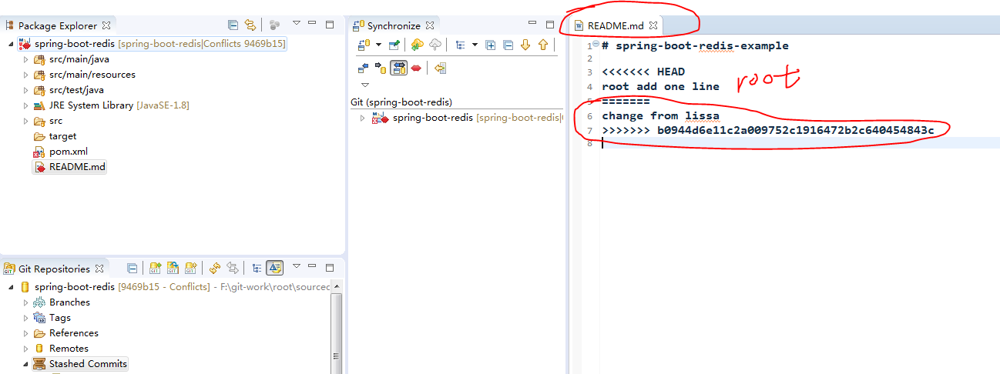 Package Explorer
spring-boot-redis [spring-boot-redis|Conflicts 9469b15]
src/main/java
src/main/resources
src/test/java
JRE System Library [JavaSE-1.8]
src
target
pom.xml
README.md
Git Repositories
spring-boot-redis [9469b15 - Conflicts] - F:\git-work\root\sourcec
Branches
Tags
References
Remotes
Stashed Commits
Synchronize
Git (spring-boot-redis)
spring-boot-redis [spring-boot-redis|
README.md
1 # spring-boot-redis-example
2
3 <<<<<<< HEAD
4 root add one line
root
5 =======
6 change from lissa
7 >>>>>>> b0944d6e11c2a009752c1916472b2c640454843c
8